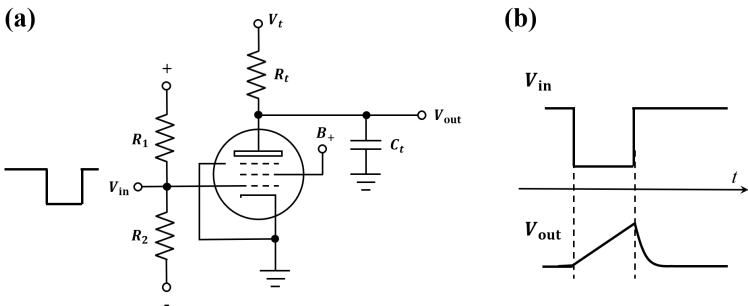 (a)
V_t
R_t
+
V_out
B_+
R_1
C_t
V_in
R_2
-
(b)
V_in
t
V_out